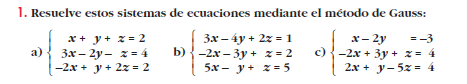 1. Resuelve estos sistemas de ecuaciones mediante el método de Gauss:
x + y + z = 2   3x – 4y + 2z = 1   x – 2y = –3
a) 3x – 2y – z = 4   b) –2x – 3y + z = 2   c) –2x + 3y + z = 4
–2x + y + 2z = 2   5x – y + z = 5   2x + y – 5z = 4